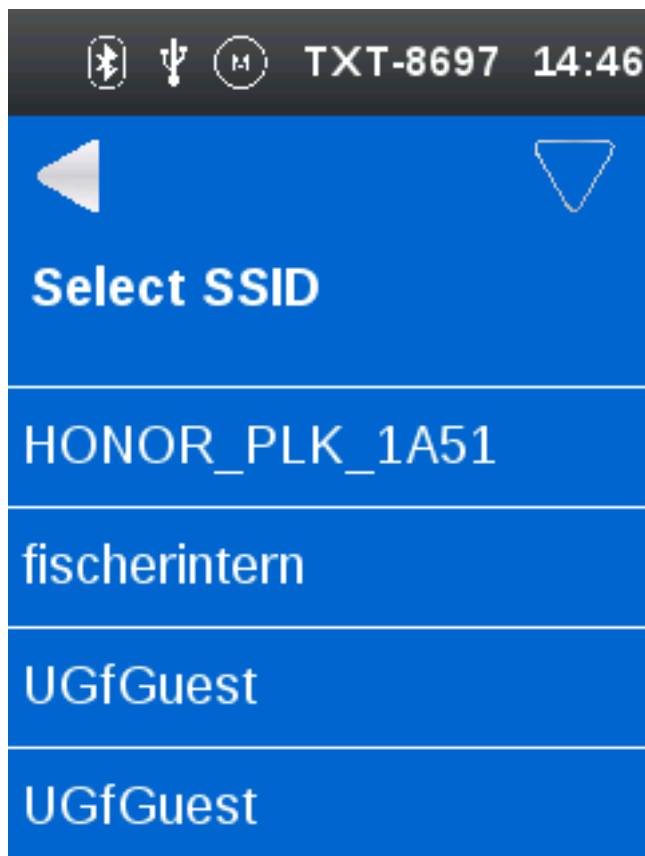 M TXT-8697 14:46
Select SSID
HONOR_PLK_1A51
fischerintern
UGfGuest
UGfGuest